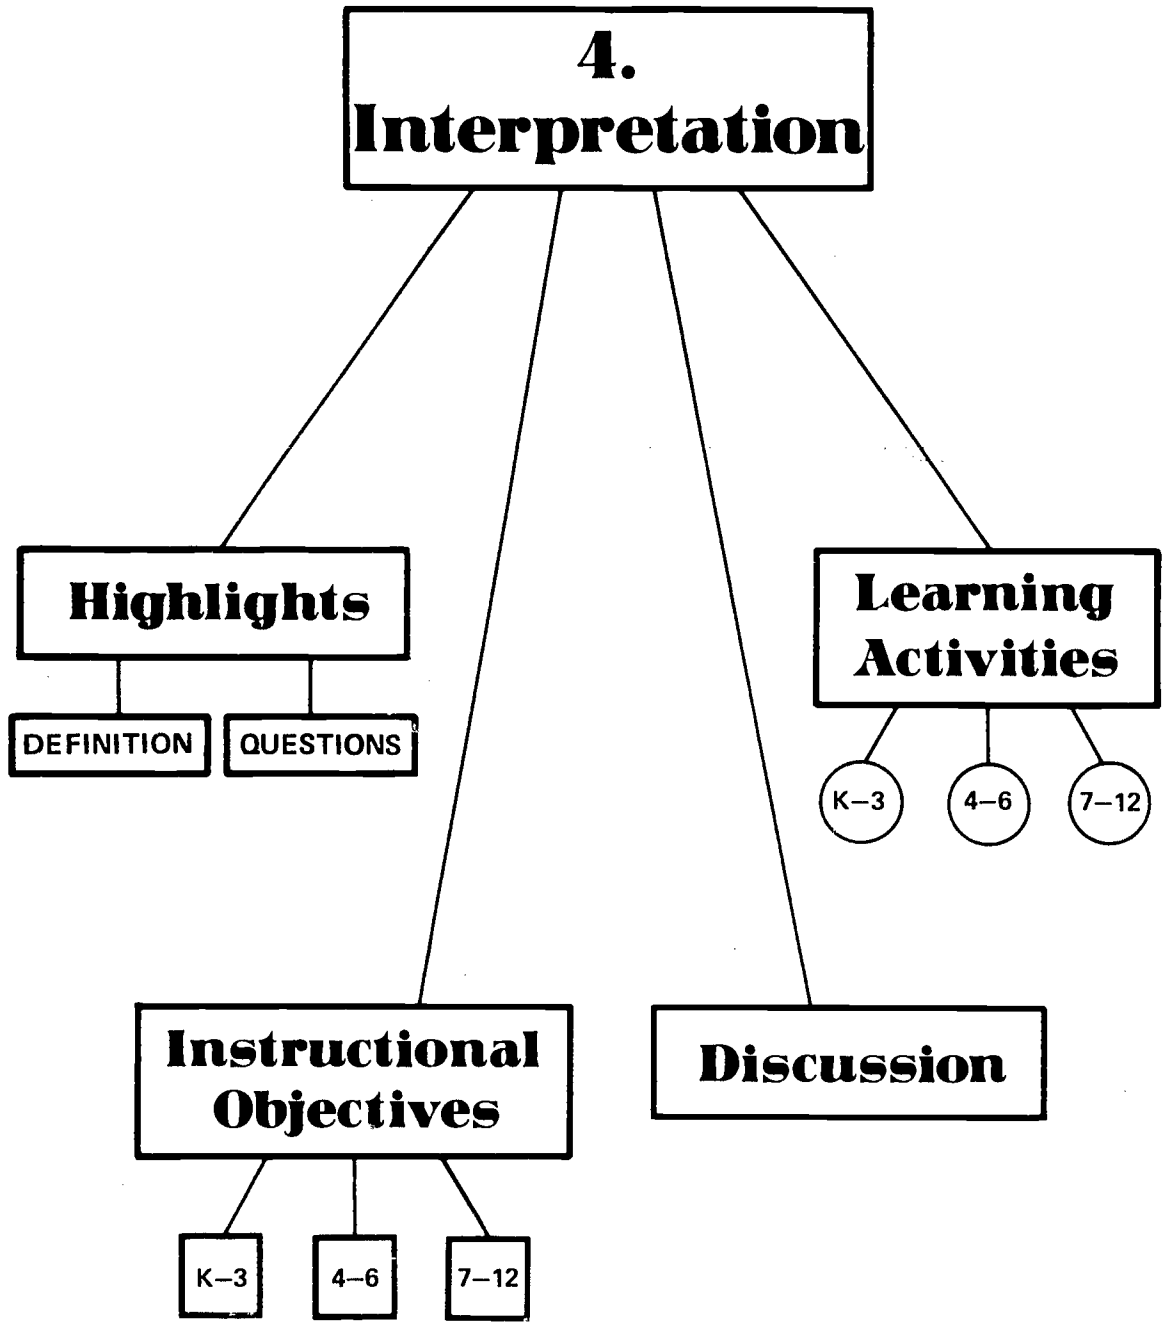 4.
Interpretation
Highlights
DEFINITION
QUESTIONS
Learning
Activities
K–3
4–6
7–12
Instructional
Objectives
K–3
4–6
7–12
Discussion